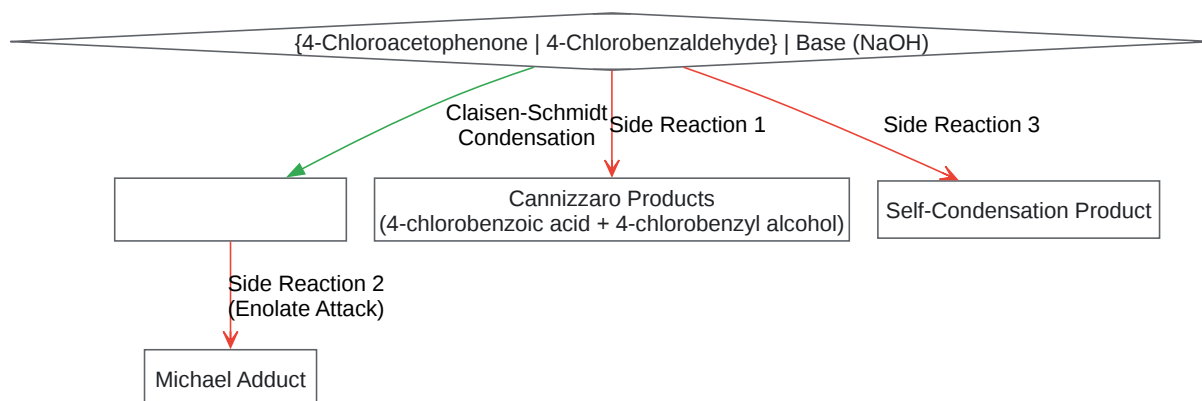 {4-Chloroacetophenone | 4-Chlorobenzaldehyde} | Base (NaOH)
Claisen-Schmidt
Condensation
Side Reaction 1
Side Reaction 3
Cannizzaro Products
(4-chlorobenzoic acid + 4-chlorobenzyl alcohol)
Self-Condensation Product
Side Reaction 2
(Enolate Attack)
Michael Adduct